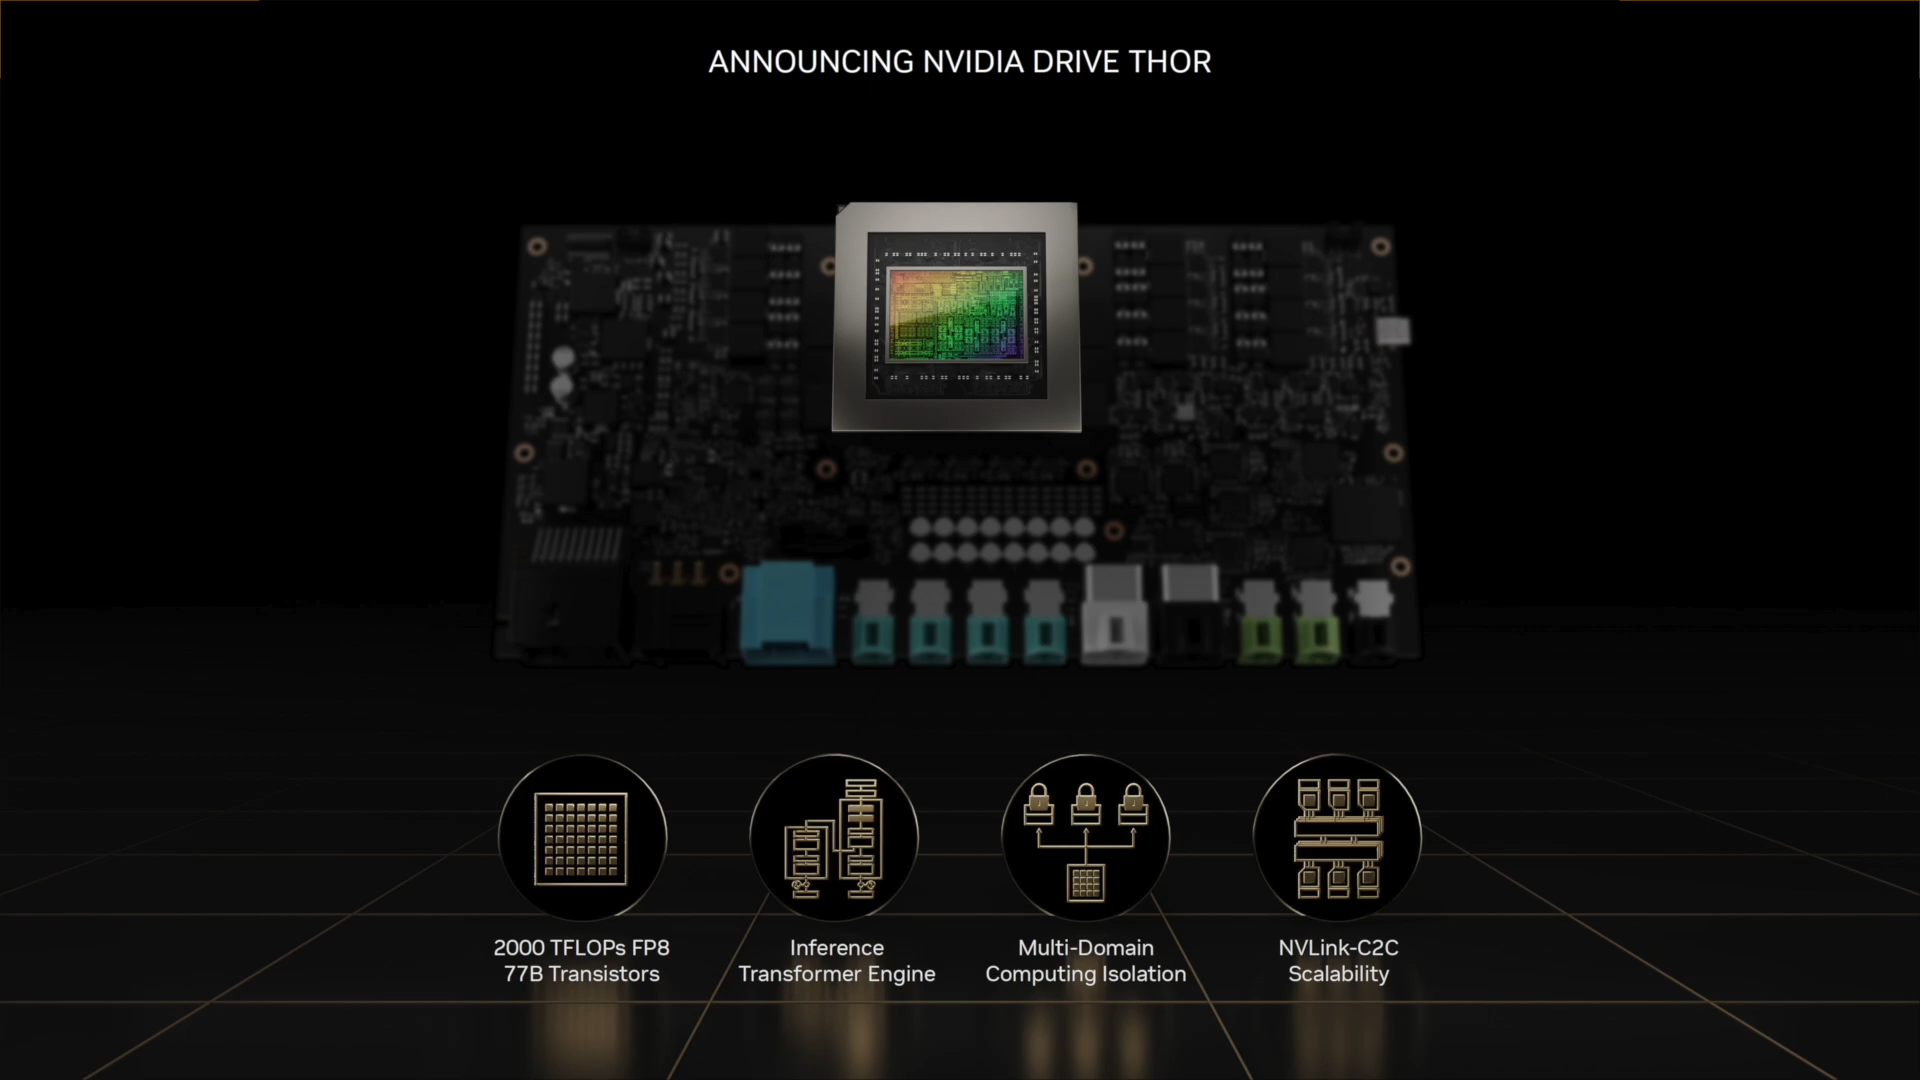 ANNOUNCING NVIDIA DRIVE THOR
2000 TFLOPs FP8
77B Transistors
Inference
Transformer Engine
Multi-Domain
Computing Isolation
NVLink-C2C
Scalability